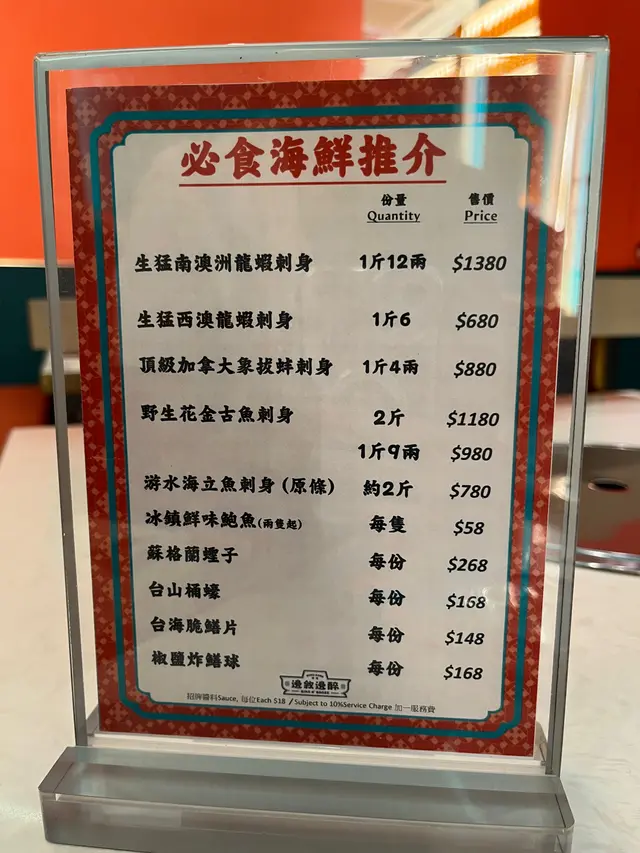 必食海鮮推介
份量 售價
Quantity Price
生猛南澳洲龍蝦刺身 1斤12兩 $1380
生猛西澳龍蝦刺身 1斤6 $680
頂級加拿大象拔蚌刺身 1斤4兩 $880
野生花金古魚刺身 2斤 $1180
1斤9兩 $980
游水海立魚刺身(原條) 約2斤 $780
冰鎮鮮味鮑魚(兩隻起) 每隻 $58
蘇格蘭蟶子 每份 $268
台山桶蠔 每份 $168
台海脆鱔片 每份 $148
椒鹽炸鱔球 每份 $168
邊敘邊醉
招牌醬料Sauce, 每位Each $18 / Subject to 10%Service Charge 加一服務費